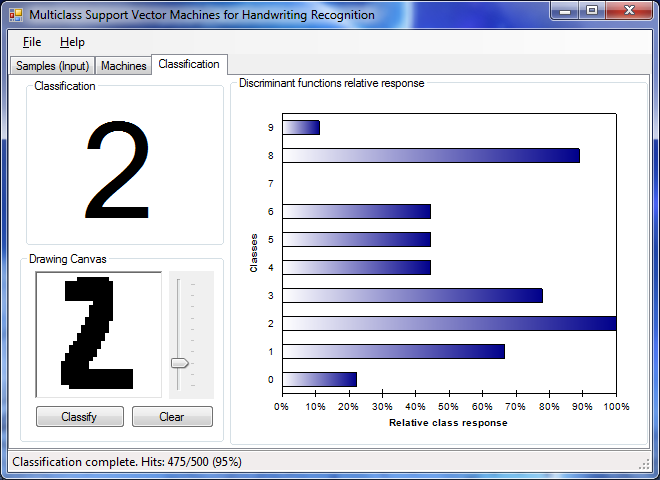 Multiclass Support Vector Machines for Handwriting Recognition
File Help
Samples (Input) Machines Classification
Classification
2
Drawing Canvas
2
Classify Clear
Discriminant functions relative response
Classes
9
8
7
6
5
4
3
2
1
0
0% 10% 20% 30% 40% 50% 60% 70% 80% 90% 100%
Relative class response
Classification complete. Hits: 475/500 (95%)